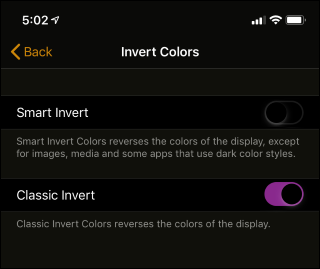 5:02
Back
Invert Colors
Smart Invert
Smart Invert Colors reverses the colors of the display, except
for images, media and some apps that use dark color styles.
Classic Invert
Classic Invert Colors reverses the colors of the display.